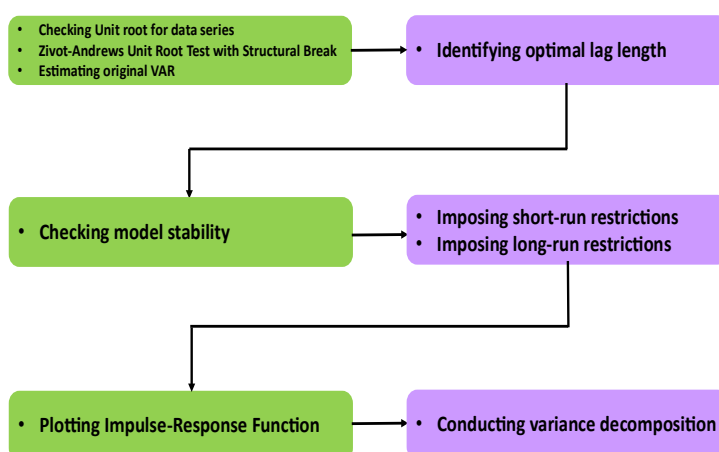 • Checking Unit root for data series
• Zivot-Andrews Unit Root Test with Structural Break
• Estimating original VAR
• Identifying optimal lag length
• Checking model stability
• Imposing short-run restrictions
• Imposing long-run restrictions
• Plotting Impulse-Response Function
• Conducting variance decomposition